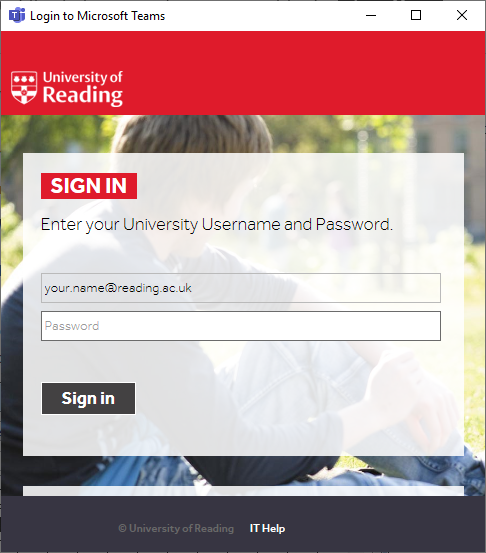 Login to Microsoft Teams
University of
Reading
SIGN IN
Enter your University Username and Password.
your.name@reading.ac.uk
Password
Sign in
© University of Reading IT Help